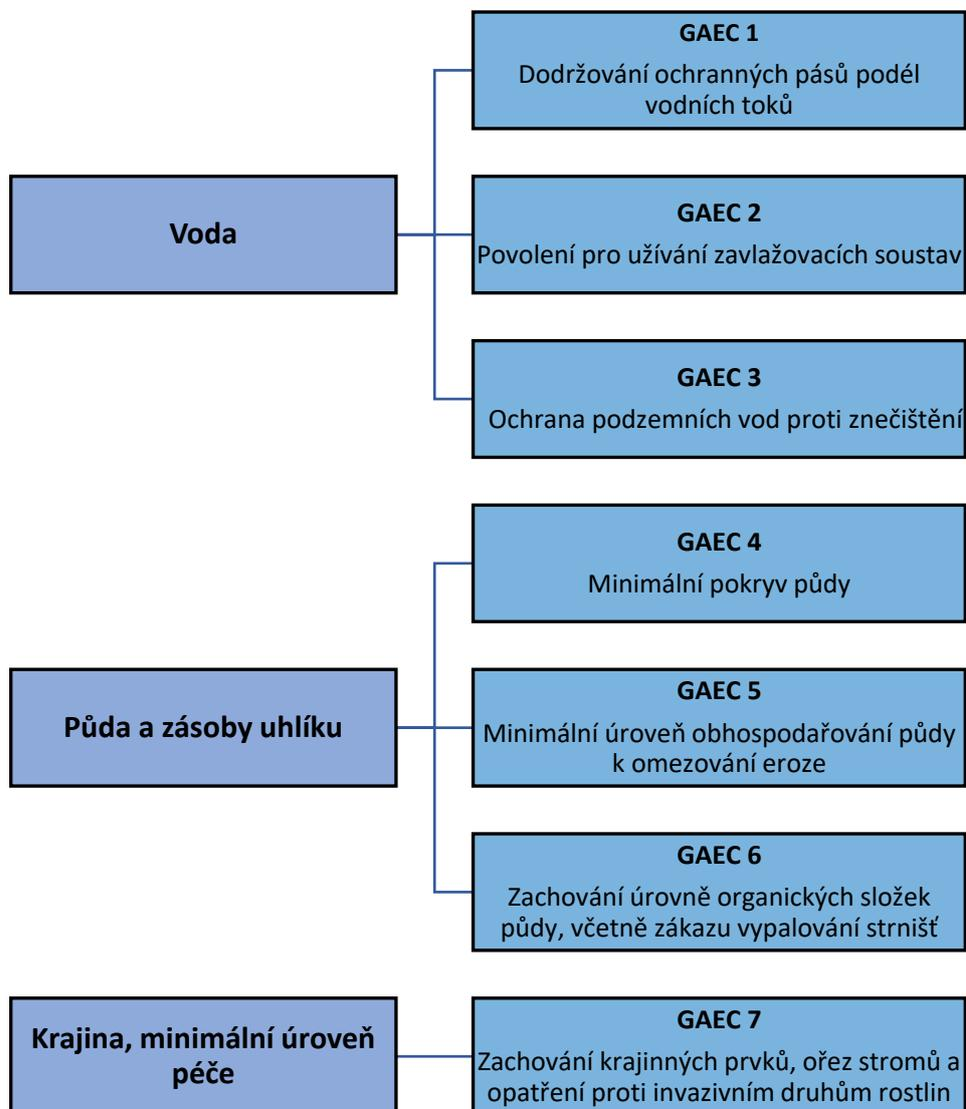 GAEC 1
Dodržování ochranných pásů podél
vodních toků
Voda
GAEC 2
Povolení pro užívání zavlažovacích soustav
GAEC 3
Ochrana podzemních vod proti znečištění
GAEC 4
Minimální pokryv půdy
Půda a zásoby uhlíku
GAEC 5
Minimální úroveň obhospodařování půdy
k omezování eroze
GAEC 6
Zachování úrovně organických složek
půdy, včetně zákazu vypalování strnišť
Krajina, minimální úroveň
péče
GAEC 7
Zachování krajinných prvků, ořez stromů a
opatření proti invazivním druhům rostlin